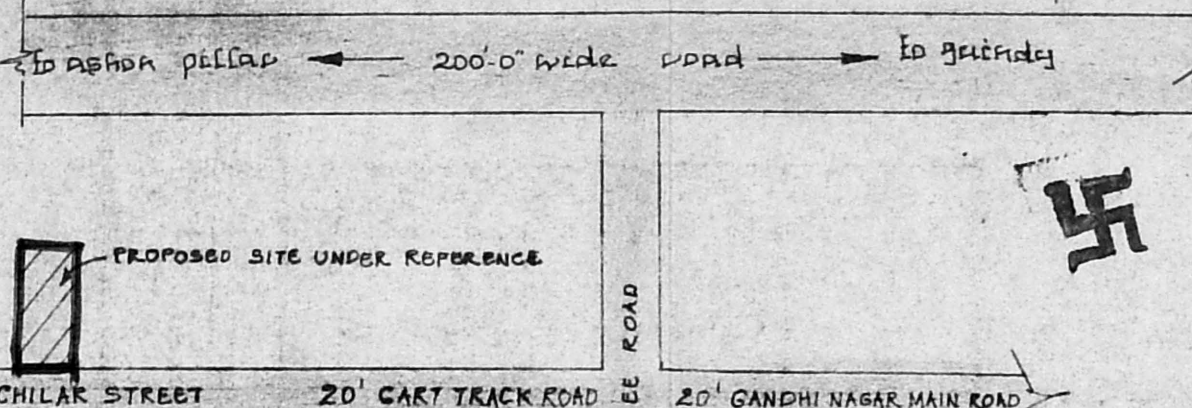 to ashok pillar 200'-0" wide road to guindy
PROPOSED SITE UNDER REFERENCE
EE ROAD
CHILAR STREET 20' CART TRACK ROAD 20' GANDHI NAGAR MAIN ROAD